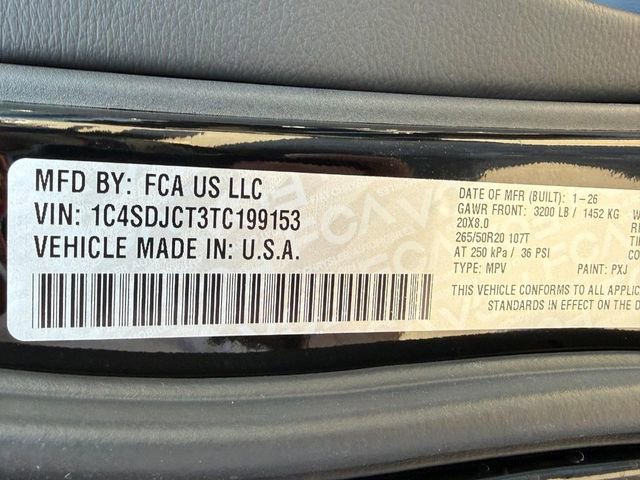 MFD BY: FCA US LLC
VIN: 1C4SDJCT3TC199153
VEHICLE MADE IN: U.S.A.
DATE OF MFR (BUILT): 1-26
GAWR FRONT: 3200 LB / 1452 KG
20X8.0
265/50R20 107T
AT 250 kPa / 36 PSI
TYPE: MPV PAINT: PXJ
THIS VEHICLE CONFORMS TO ALL APPLIC
STANDARDS IN EFFECT ON THE D